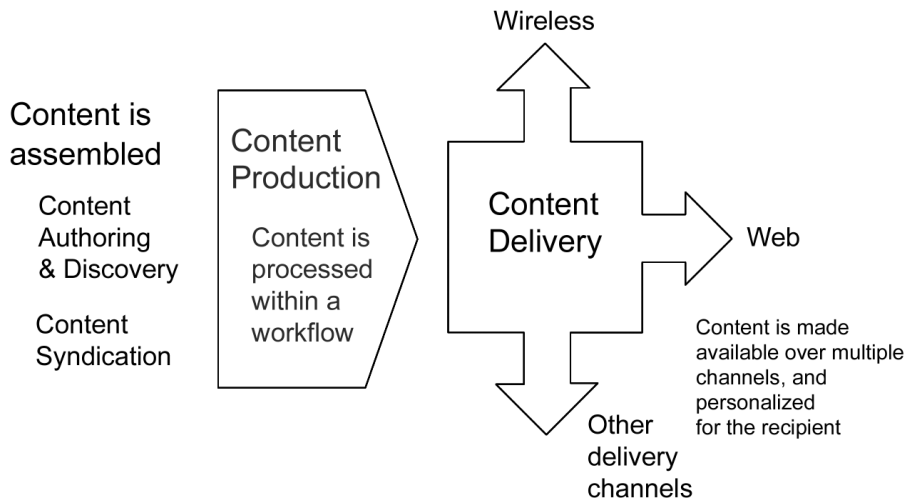 Wireless
Content is
assembled
Content
Authoring
& Discovery
Content
Syndication
Content
Production
Content is
processed
within a
workflow
Content
Delivery
Web
Content is made
available over multiple
channels, and
personalized
for the recipient
Other
delivery
channels